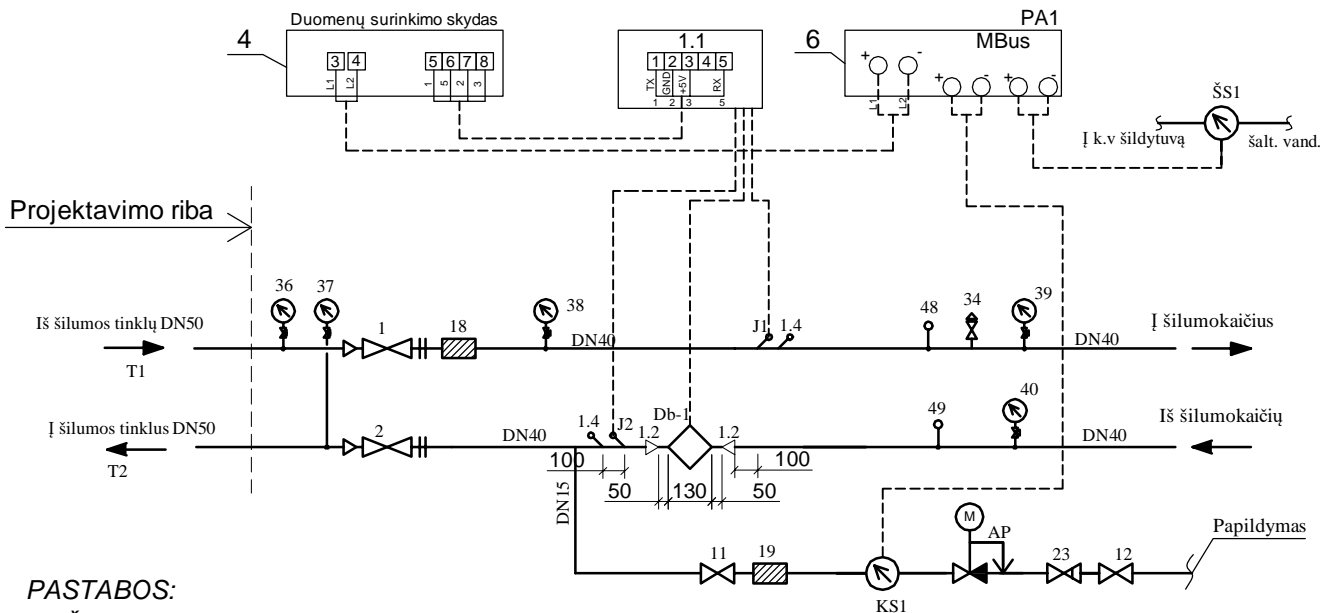 Duomenų surinkimo skydas
4
3 4 5 6 7 8
L1 L2 1 5 2 3
1.1
1 2 3 4 5
TX GND +5V RX
1 2 3 5
PA1
6
MBus
+ - + - + -
L1 L2
ŠS1
Į k.v šildytuvą
šalt. vand.
Projektavimo riba
36 37 1 18 38 J1 1.4 48 34 39
Iš šilumos tinklų DN50
DN40
DN40
Į šilumokaičius
T1
40
Į šilumos tinklus DN50
2
DN40
1.4 J2 1.2 Db-1 1.2
49
DN40
Iš šilumokaičių
T2
100 100
50 130 50
DN15
M
AP
11 19 23 12
Papildymas
KS1
PASTABOS: